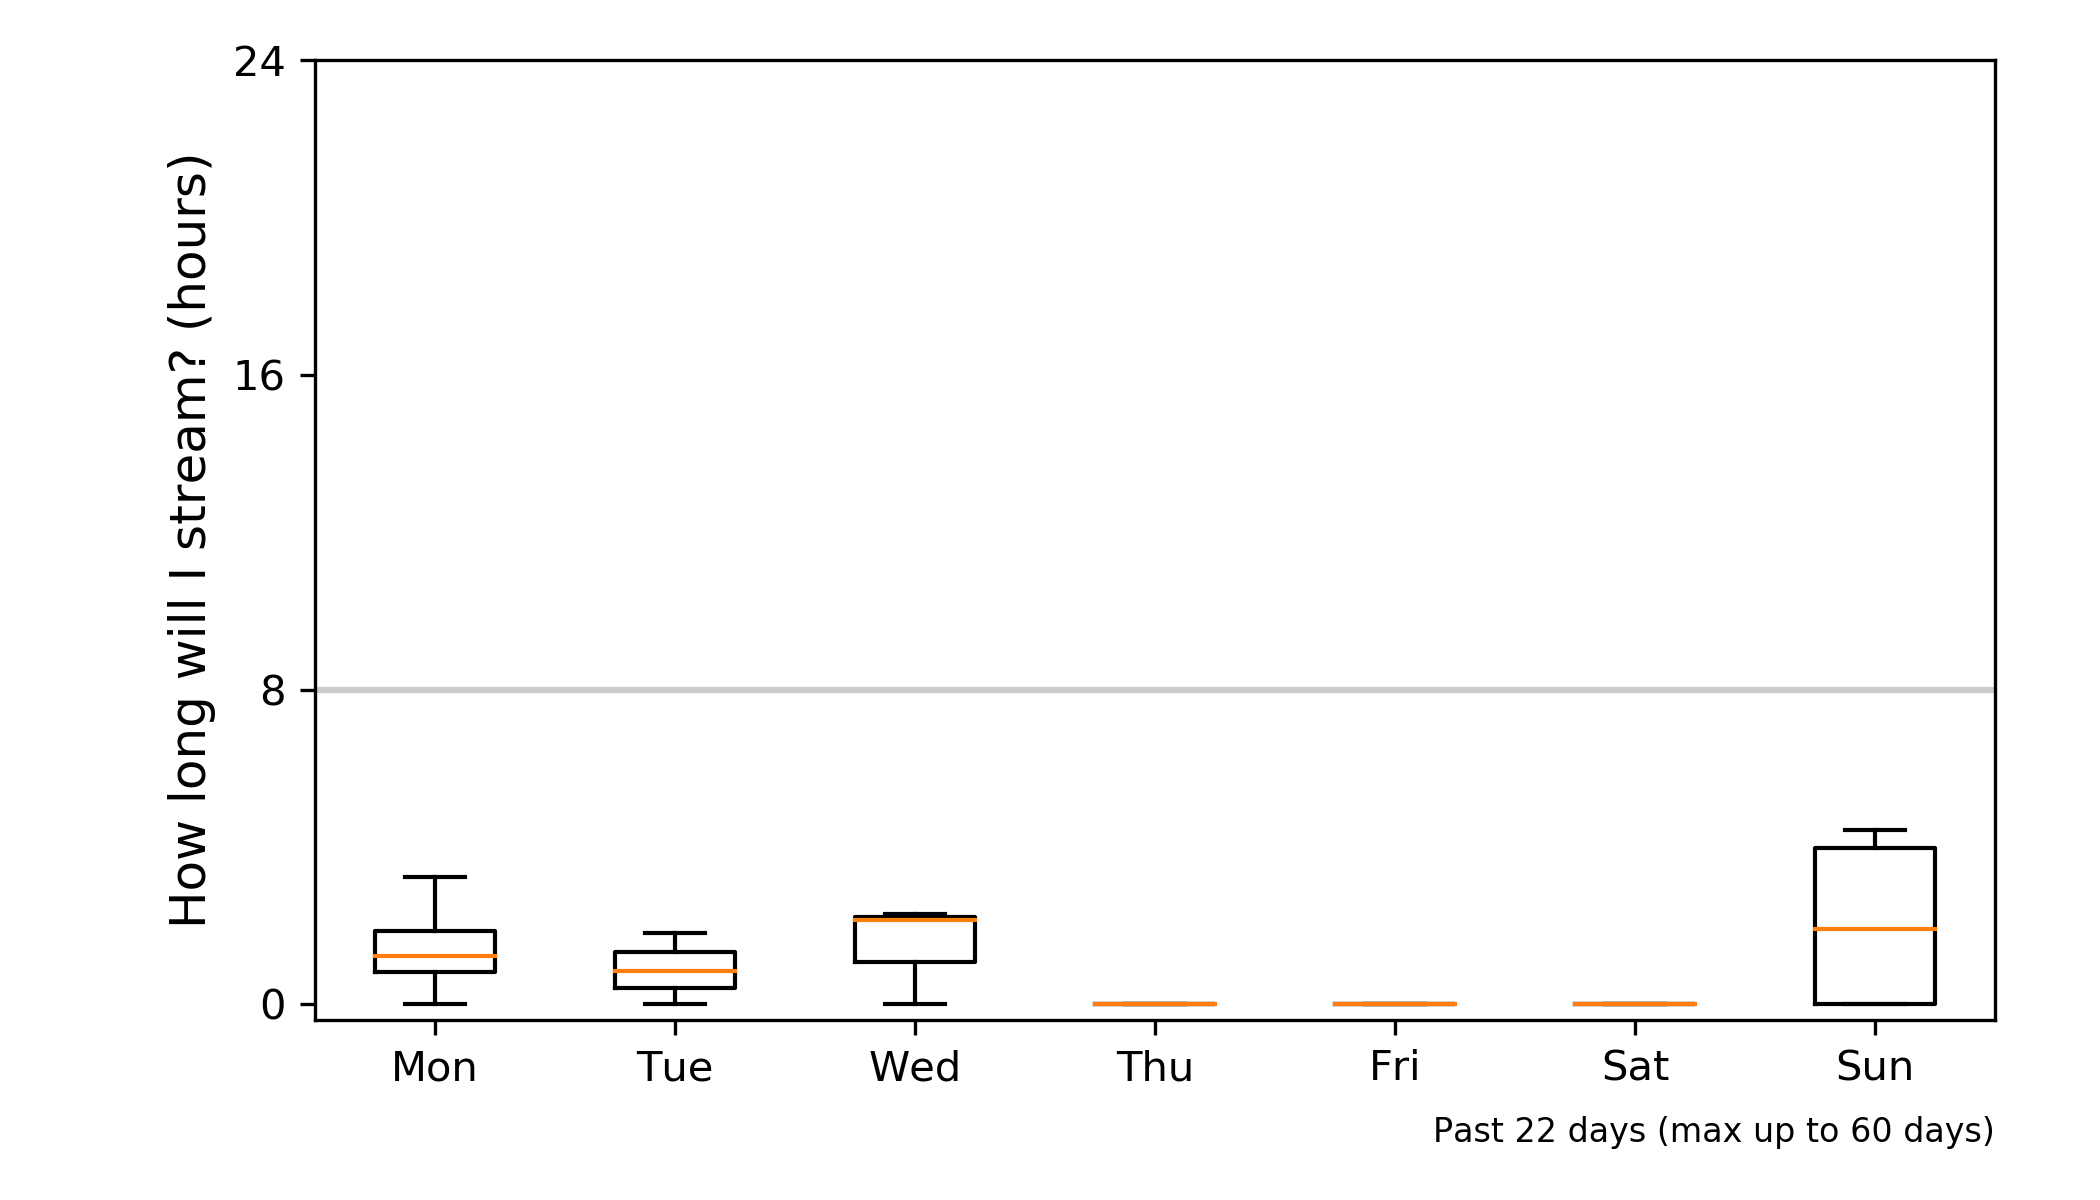 How long will I stream? (hours)
24
16
8
0
Mon Tue Wed Thu Fri Sat Sun
Past 22 days (max up to 60 days)